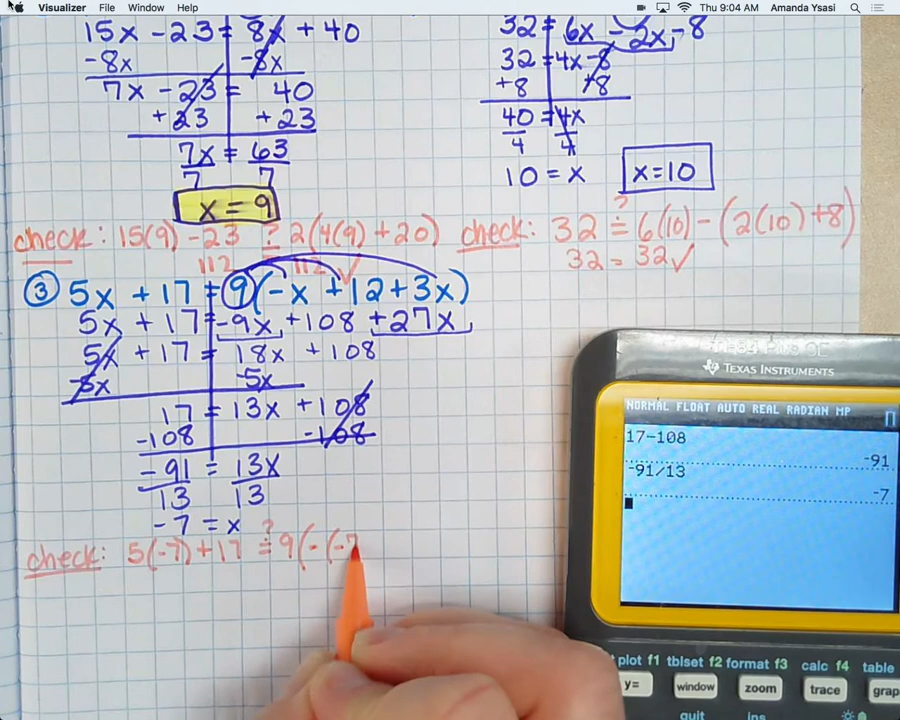 Visualizer File Window Help Thu 9:04 AM Amanda Ysasi
15x - 23 = 8x + 40
-8x -8x
7x - 23 = 40
+23 +23
7x = 63
7 7
x = 9
check: 15(9) - 23 ≟ 2(4(9) + 20)
112 = 112 ✓
32 = 6x - 2x - 8
32 = 4x - 8
+8 +8
40 = 4x
4 4
10 = x x=10
check: 32 ≟ 6(10) - (2(10) + 8)
32 = 32 ✓
③ 5x + 17 = 9(-x + 12 + 3x)
5x + 17 = -9x + 108 + 27x
5x + 17 = 18x + 108
-5x -5x
17 = 13x + 108
-108 -108
-91 = 13x
13 13
-7 = x
check: 5(-7) + 17 ≟ 9(-(-7
TEXAS INSTRUMENTS
NORMAL FLOAT AUTO REAL RADIAN MP
17-108
-91
-91/13
-7
plot f1 tblset f2 format f3 calc f4 table
y= window zoom trace grap
quit ins